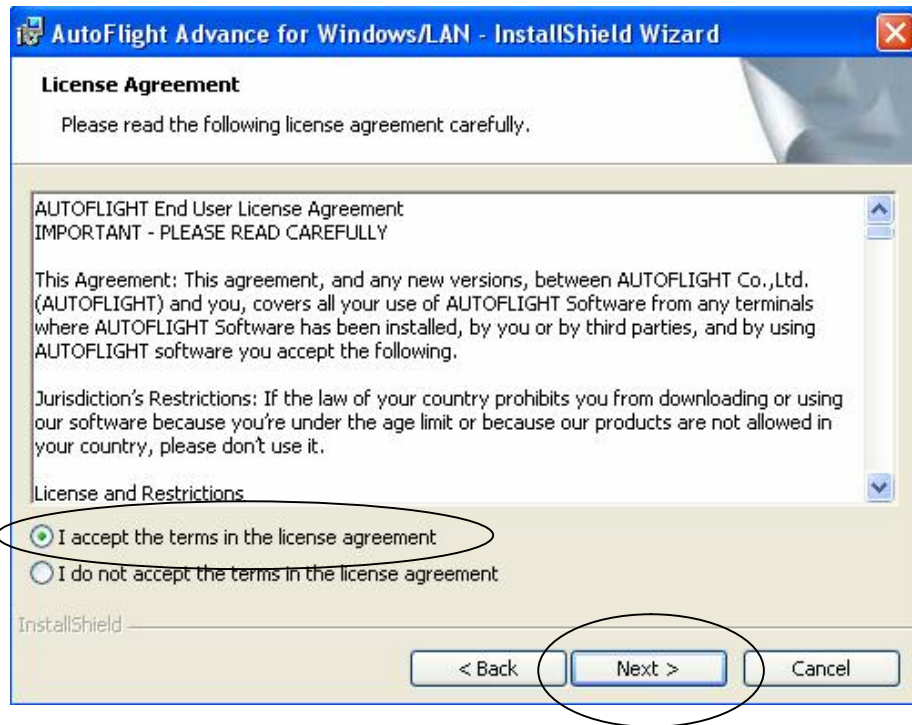 AutoFlight Advance for Windows/LAN - InstallShield Wizard
License Agreement
Please read the following license agreement carefully.
AUTOFLIGHT End User License Agreement
IMPORTANT - PLEASE READ CAREFULLY
This Agreement: This agreement, and any new versions, between AUTOFLIGHT Co.,Ltd.
(AUTOFLIGHT) and you, covers all your use of AUTOFLIGHT Software from any terminals
where AUTOFLIGHT Software has been installed, by you or by third parties, and by using
AUTOFLIGHT software you accept the following.
Jurisdiction's Restrictions: If the law of your country prohibits you from downloading or using
our software because you're under the age limit or because our products are not allowed in
your country, please don't use it.
License and Restrictions
I accept the terms in the license agreement
I do not accept the terms in the license agreement
InstallShield
< Back Next > Cancel